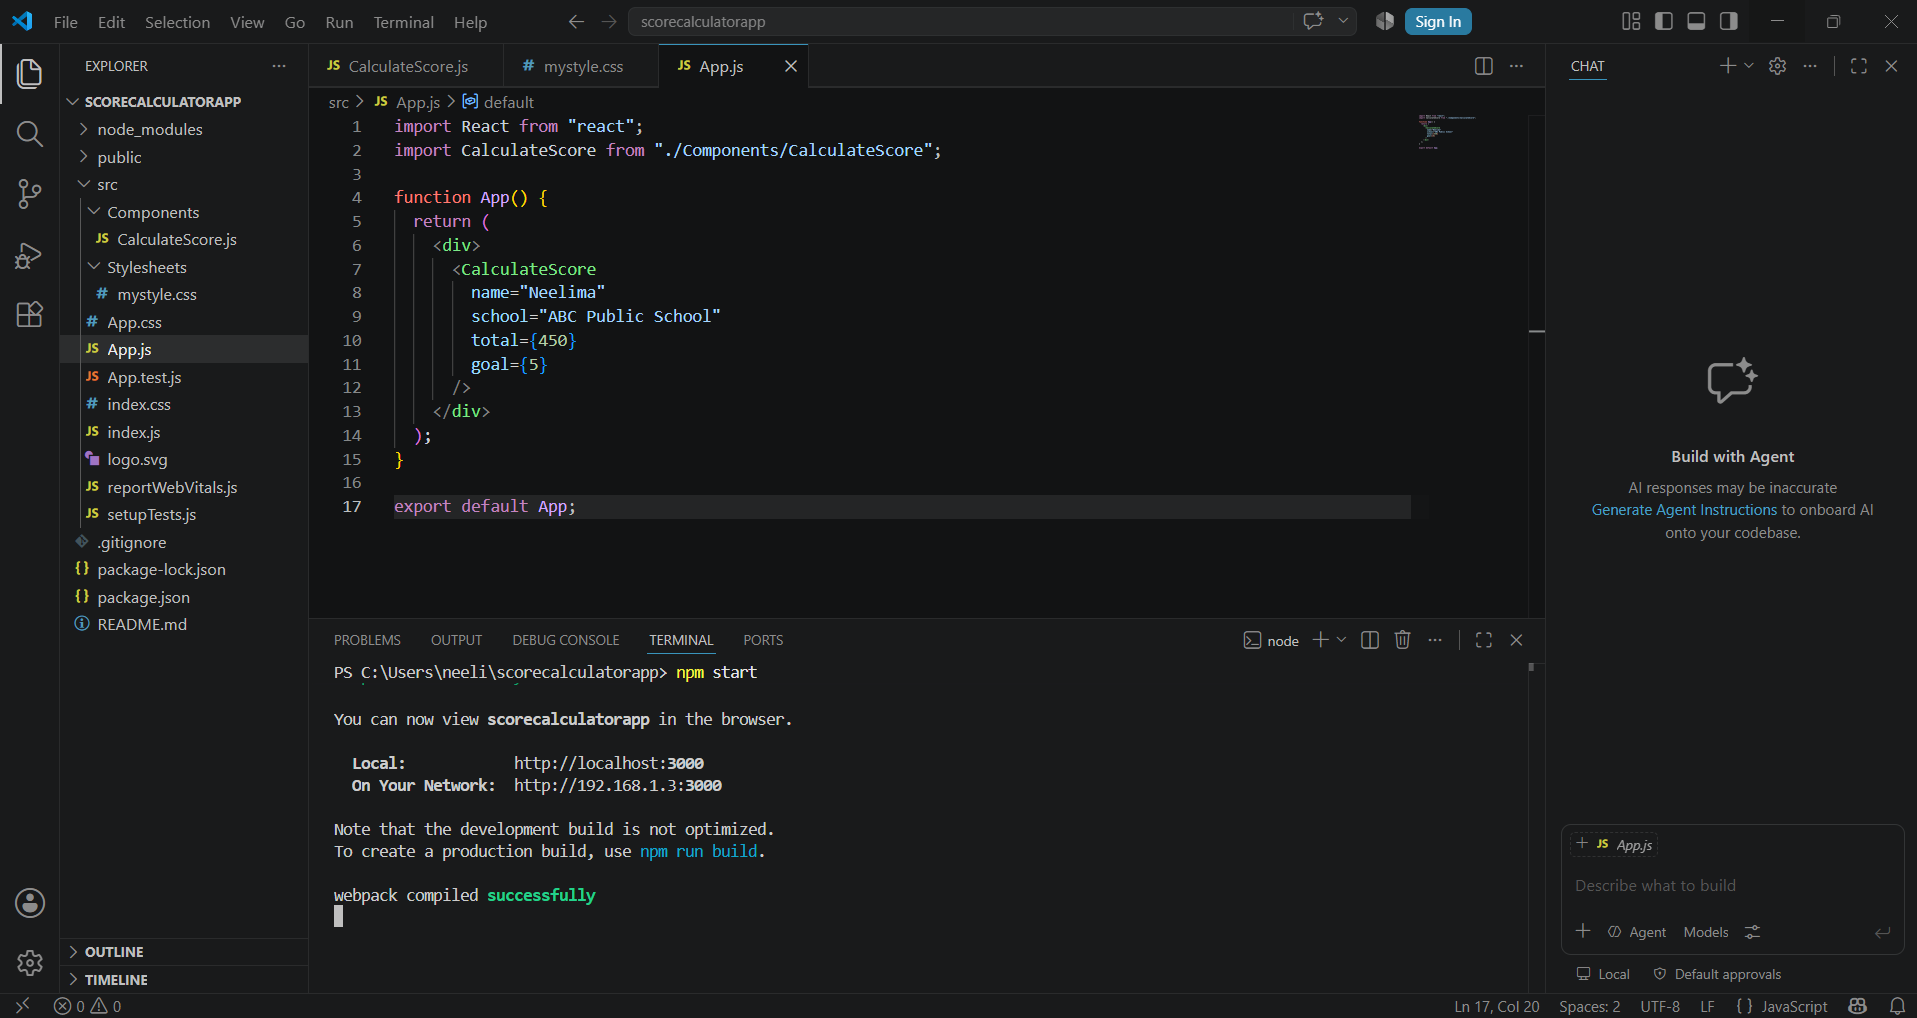 File Edit Selection View Go Run Terminal Help
scorecalculatorapp
Sign In
EXPLORER
SCORECALCULATORAPP
node_modules
public
src
Components
JS CalculateScore.js
Stylesheets
# mystyle.css
# App.css
JS App.js
JS App.test.js
# index.css
JS index.js
logo.svg
JS reportWebVitals.js
JS setupTests.js
.gitignore
{} package-lock.json
{} package.json
README.md
OUTLINE
TIMELINE
JS CalculateScore.js # mystyle.css JS App.js
src > JS App.js > default
1 import React from "react";
2 import CalculateScore from "./Components/CalculateScore";
3
4 function App() {
5 return (
6 <div>
7 <CalculateScore
8 name="Neelima"
9 school="ABC Public School"
10 total={450}
11 goal={5}
12 />
13 </div>
14 );
15 }
16
17 export default App;
PROBLEMS OUTPUT DEBUG CONSOLE TERMINAL PORTS
node
PS C:\Users\neeli\scorecalculatorapp> npm start
You can now view scorecalculatorapp in the browser.
Local: http://localhost:3000
On Your Network: http://192.168.1.3:3000
Note that the development build is not optimized.
To create a production build, use npm run build.
webpack compiled successfully
CHAT
Build with Agent
AI responses may be inaccurate
Generate Agent Instructions to onboard AI
onto your codebase.
JS App.js
Describe what to build
Agent Models
Local Default approvals
0 0
Ln 17, Col 20 Spaces: 2 UTF-8 LF {} JavaScript